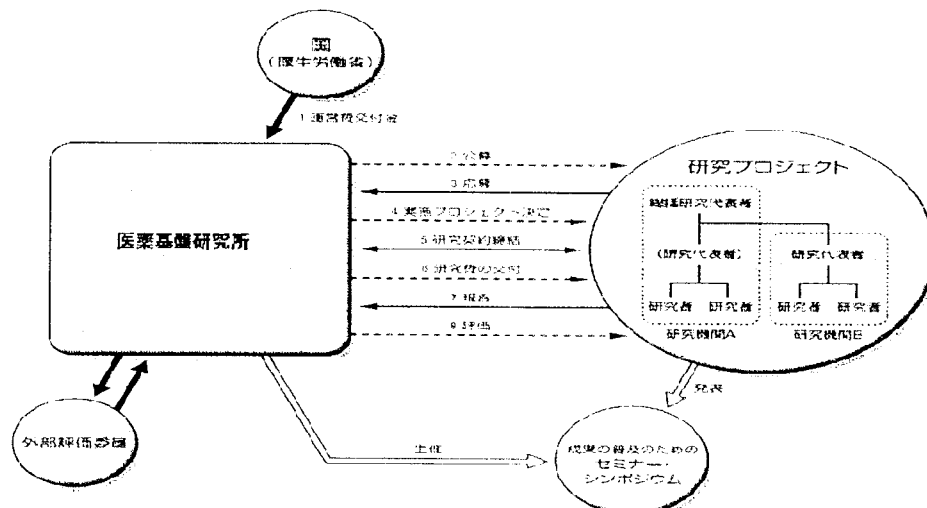 国
(厚生労働省)
1 運営費交付金
2 公募
3 応募
4 実施プロジェクト決定
5 研究契約締結
6 研究費の交付
7 報告
8 評価
医薬基盤研究所
研究プロジェクト
総括研究代表者
(研究代表者)
研究代表者
研究者 研究者
研究者 研究者
研究機関A
研究機関B
発表
外部評価委員
主催
成果の普及のための
セミナー・
シンポジウム